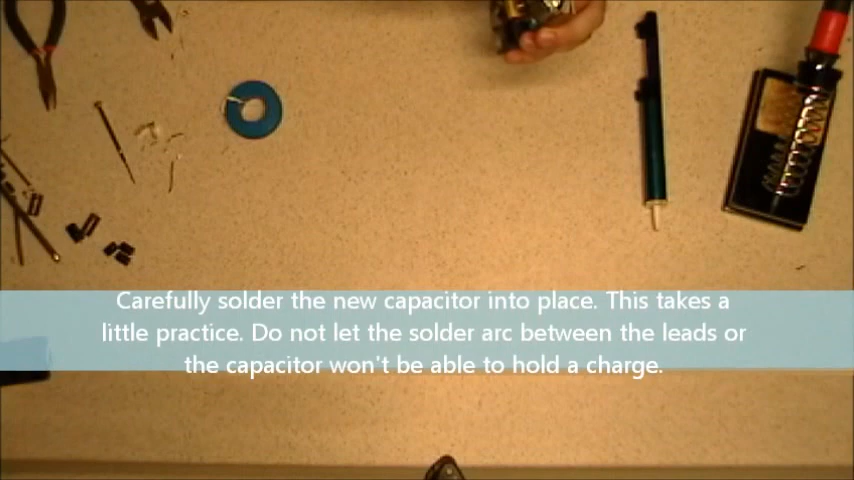 Carefully solder the new capacitor into place. This takes a
little practice. Do not let the solder arc between the leads or
the capacitor won't be able to hold a charge.